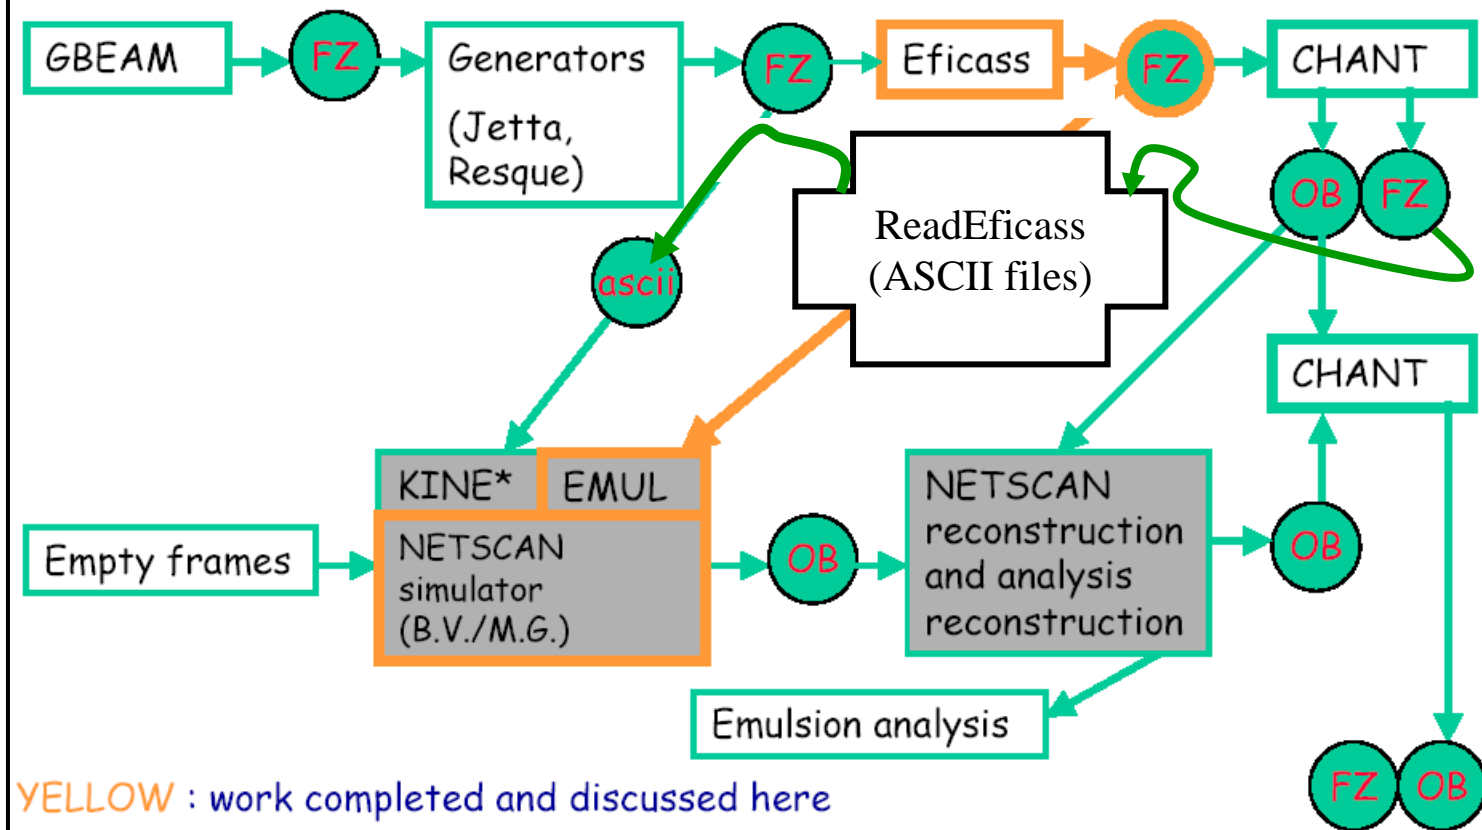 GBEAM
FZ
Generators
(Jetta,
Resque)
FZ
Eficass
FZ
CHANT
OB
FZ
ReadEficass
(ASCII files)
ascii
CHANT
KINE*
EMUL
NETSCAN
simulator
(B.V./M.G.)
Empty frames
OB
NETSCAN
reconstruction
and analysis
reconstruction
OB
Emulsion analysis
FZ
OB
YELLOW : work completed and discussed here